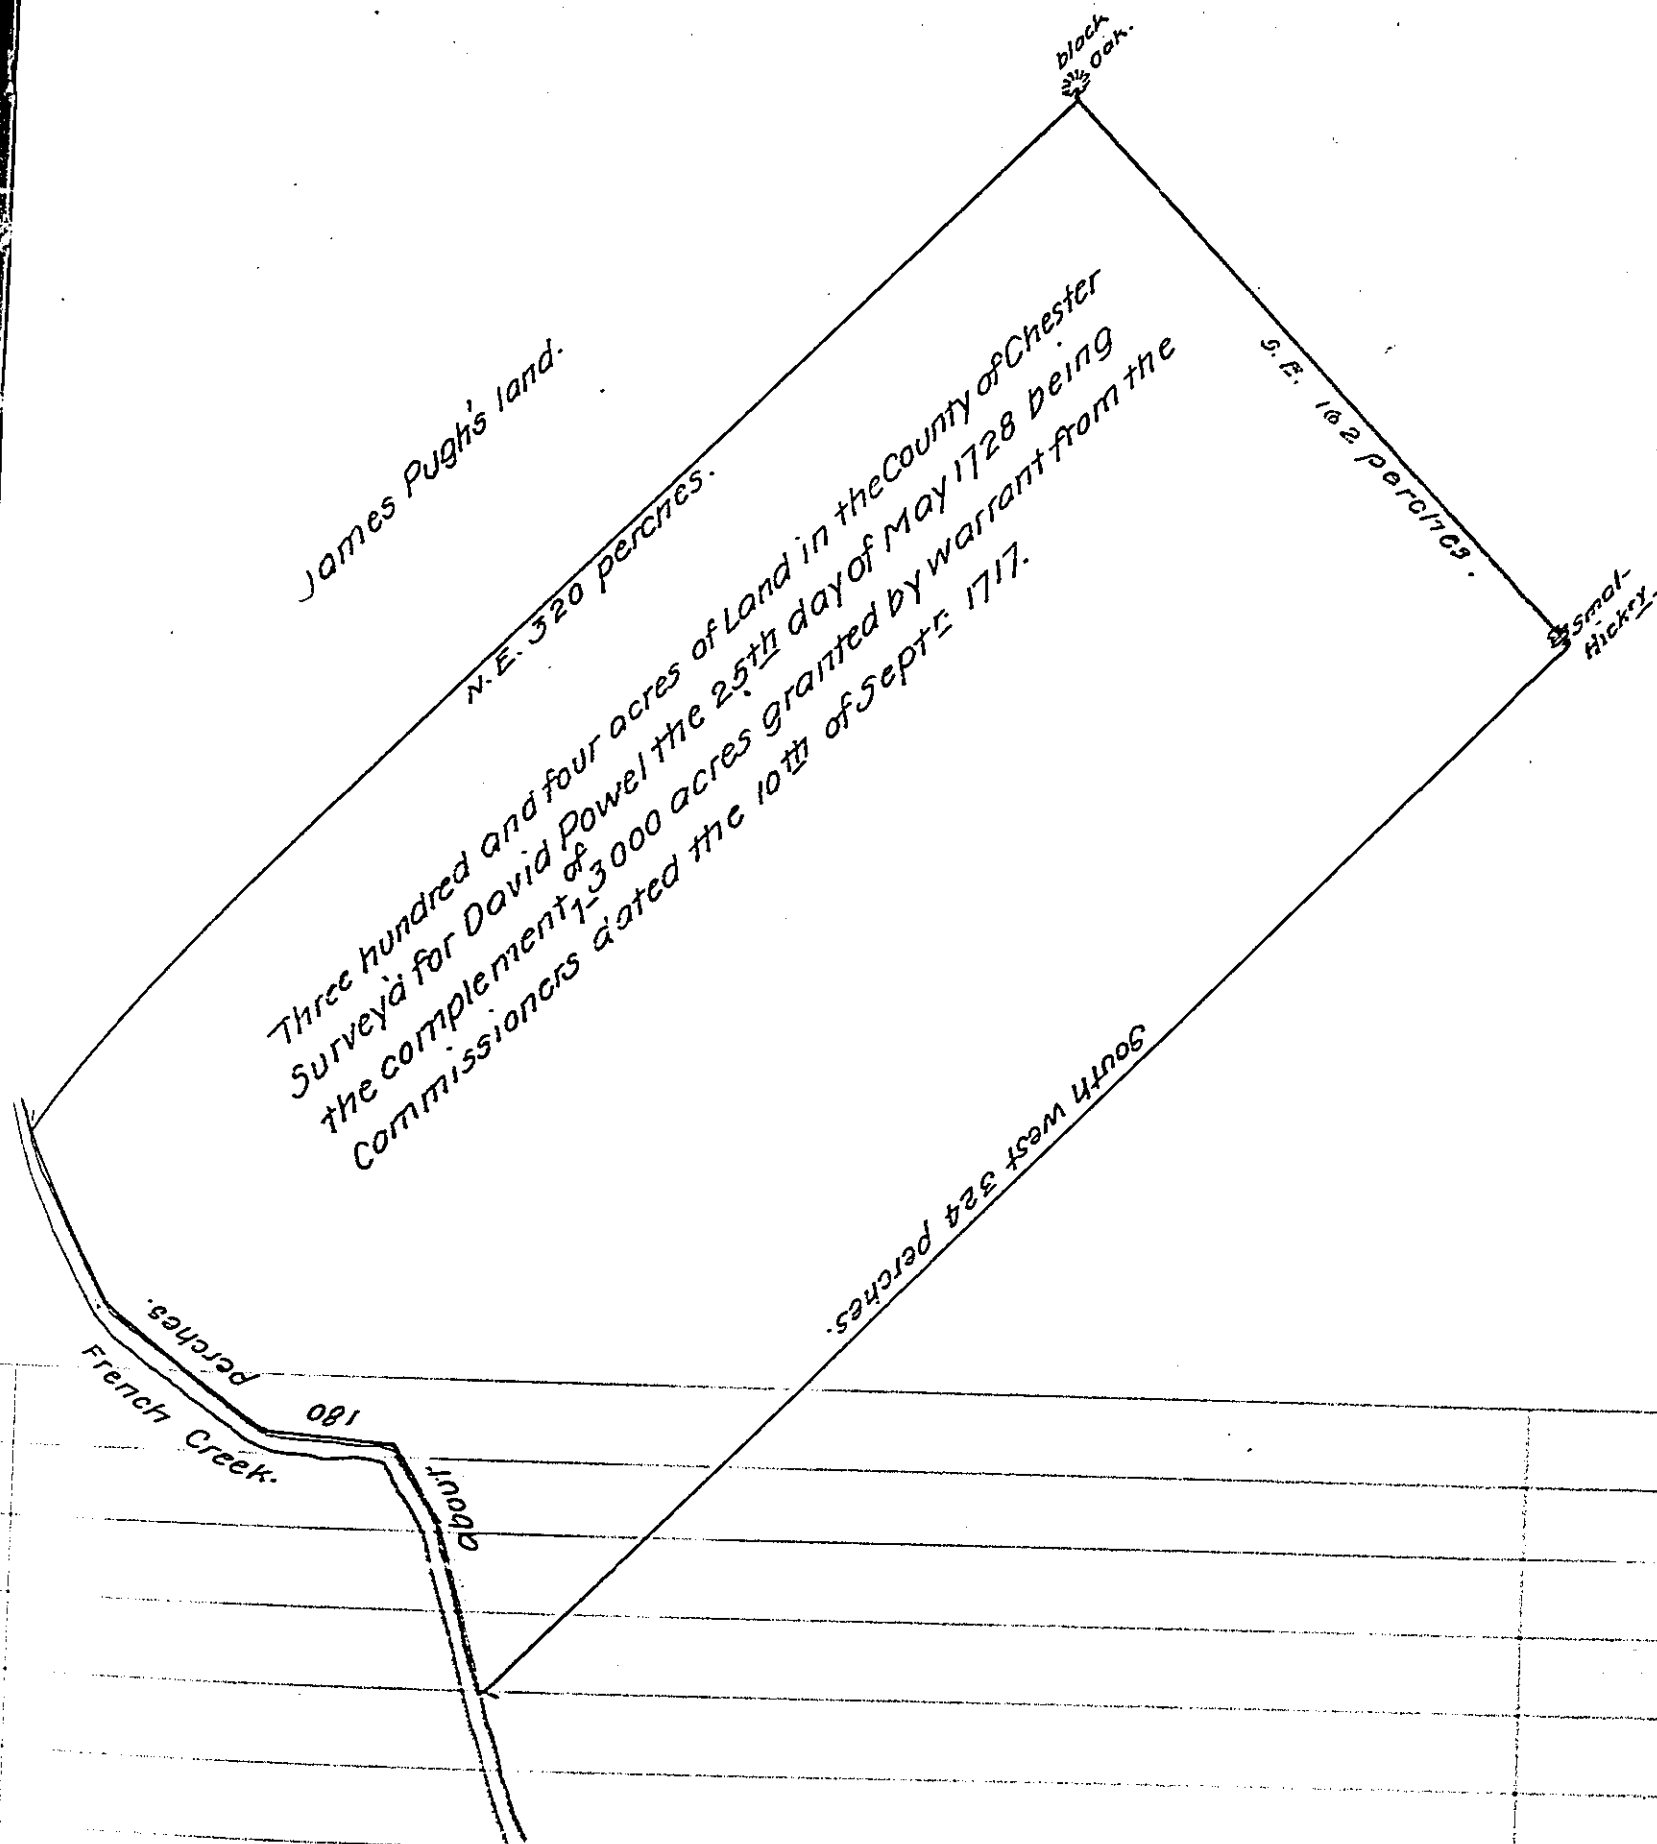 black
oak.
James Pugh's land.
N.E. 320 perches.
S.E. 162 perches.
Smal-
Hickry.
Three hundred and four acres of Land in the County of Chester
Survey'd for David Powel the 25th day of May 1728 being
the complement of 3000 acres granted by warrant from the
Commissioners dated the 10th of Septr. 1717.
South west 324 perches.
about
180
perches.
French Creek.